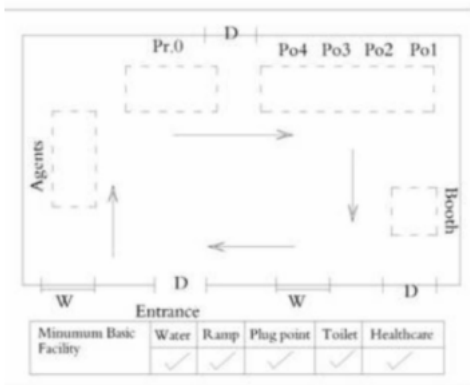 Pr.0 D Po4 Po3 Po2 Po1
Agents
Booth
W D W D
Entrance
Minumum Basic Facility Water Ramp Plug point Toilet Healthcare